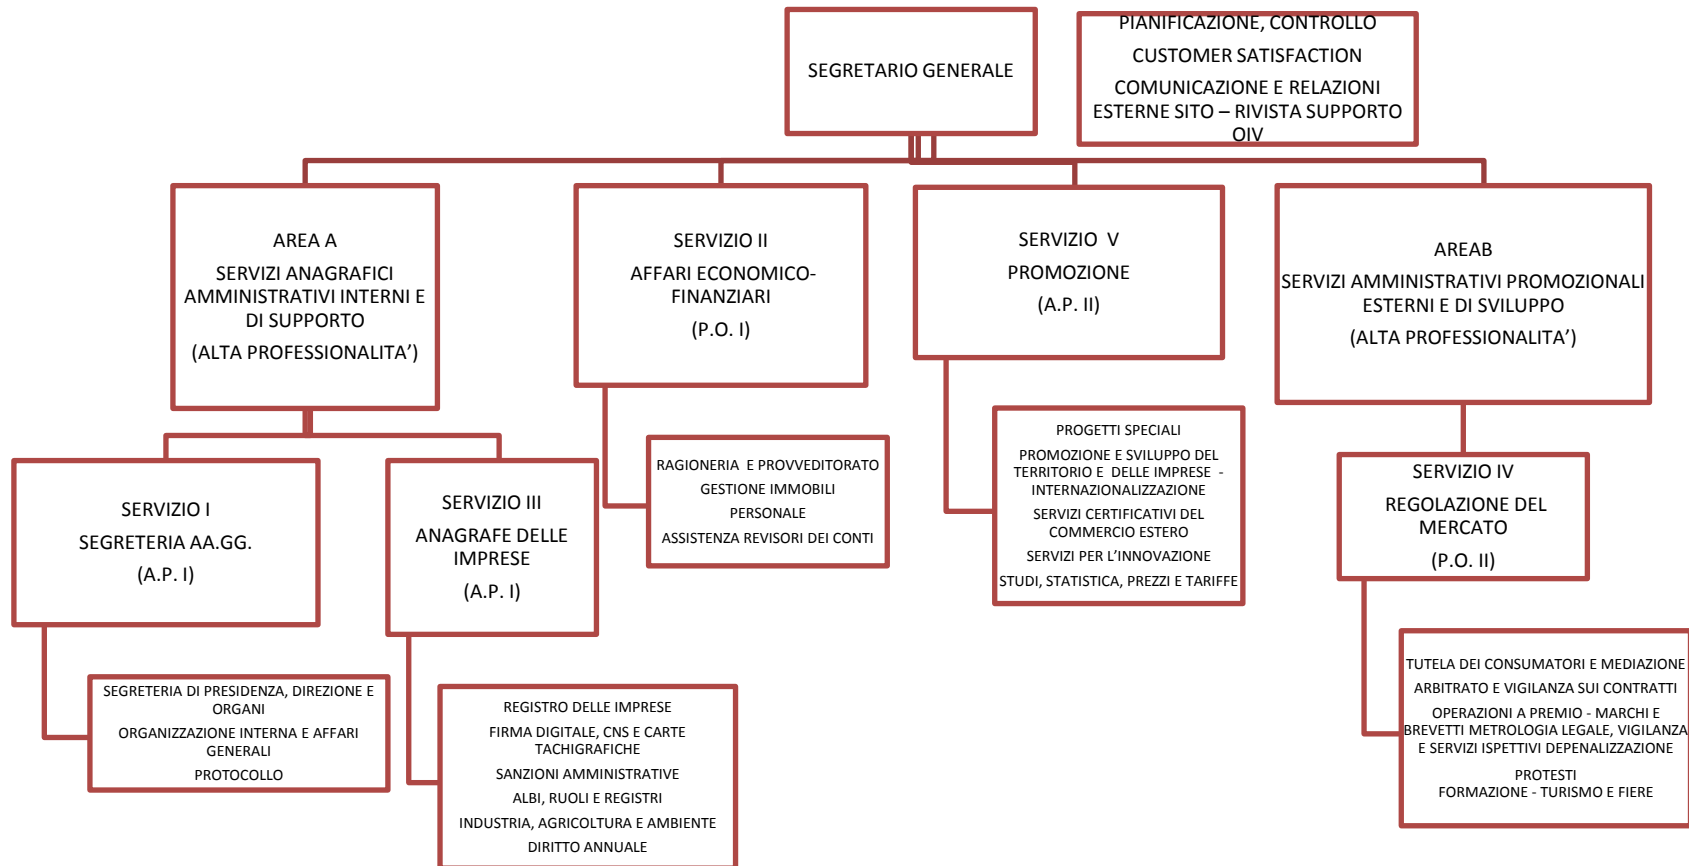 SEGRETARIO GENERALE
PIANIFICAZIONE, CONTROLLO
CUSTOMER SATISFACTION
COMUNICAZIONE E RELAZIONI
ESTERNE SITO – RIVISTA SUPPORTO
OIV
AREA A
SERVIZI ANAGRAFICI
AMMINISTRATIVI INTERNI E
DI SUPPORTO
(ALTA PROFESSIONALITA’)
SERVIZIO II
AFFARI ECONOMICO-
FINANZIARI
(P.O. I)
SERVIZIO V
PROMOZIONE
(A.P. II)
AREAB
SERVIZI AMMINISTRATIVI PROMOZIONALI
ESTERNI E DI SVILUPPO
(ALTA PROFESSIONALITA’)
SERVIZIO I
SEGRETERIA AA.GG.
(A.P. I)
SERVIZIO III
ANAGRAFE DELLE
IMPRESE
(A.P. I)
RAGIONERIA E PROVVEDITORATO
GESTIONE IMMOBILI
PERSONALE
ASSISTENZA REVISORI DEI CONTI
PROGETTI SPECIALI
PROMOZIONE E SVILUPPO DEL
TERRITORIO E DELLE IMPRESE -
INTERNAZIONALIZZAZIONE
SERVIZI CERTIFICATIVI DEL
COMMERCIO ESTERO
SERVIZI PER L’INNOVAZIONE
STUDI, STATISTICA, PREZZI E TARIFFE
SERVIZIO IV
REGOLAZIONE DEL
MERCATO
(P.O. II)
SEGRETERIA DI PRESIDENZA, DIREZIONE E
ORGANI
ORGANIZZAZIONE INTERNA E AFFARI
GENERALI
PROTOCOLLO
REGISTRO DELLE IMPRESE
FIRMA DIGITALE, CNS E CARTE
TACHIGRAFICHE
SANZIONI AMMINISTRATIVE
ALBI, RUOLI E REGISTRI
INDUSTRIA, AGRICOLTURA E AMBIENTE
DIRITTO ANNUALE
TUTELA DEI CONSUMATORI E MEDIAZIONE
ARBITRATO E VIGILANZA SUI CONTRATTI
OPERAZIONI A PREMIO - MARCHI E
BREVETTI METROLOGIA LEGALE, VIGILANZA
E SERVIZI ISPETTIVI DEPENALIZZAZIONE
PROTESTI
FORMAZIONE - TURISMO E FIERE